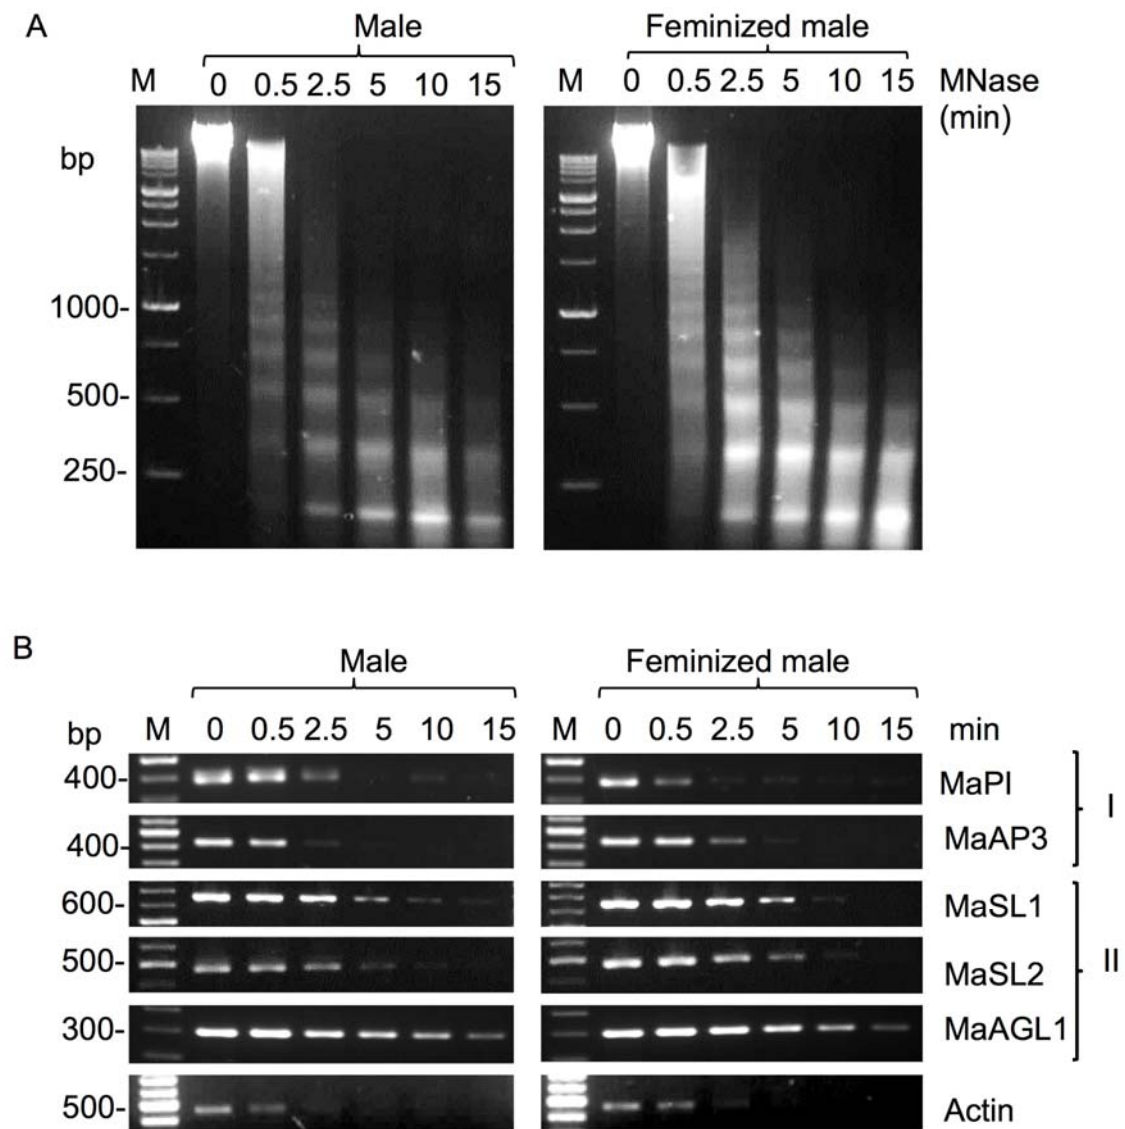 A
Male Feminized male
M 0 0.5 2.5 5 10 15 M 0 0.5 2.5 5 10 15 MNase
(min)
bp
1000-
500-
250-
B
Male Feminized male
bp M 0 0.5 2.5 5 10 15 M 0 0.5 2.5 5 10 15 min
400- MaPI
I
400- MaAP3
600- MaSL1
500- MaSL2
II
300- MaAGL1
500- Actin